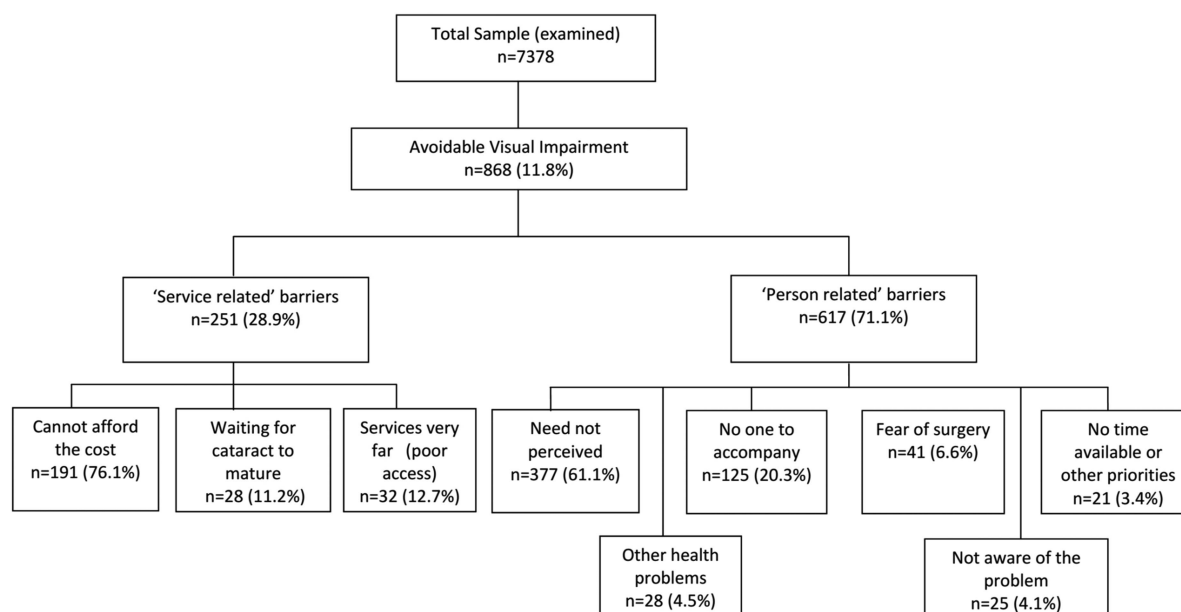 Total Sample (examined)
n=7378
Avoidable Visual Impairment
n=868 (11.8%)
‘Service related’ barriers
n=251 (28.9%)
‘Person related’ barriers
n=617 (71.1%)
Cannot afford
the cost
n=191 (76.1%)
Waiting for
cataract to
mature
n=28 (11.2%)
Services very
far (poor
access)
n=32 (12.7%)
Need not
perceived
n=377 (61.1%)
No one to
accompany
n=125 (20.3%)
Fear of surgery
n=41 (6.6%)
No time
available or
other priorities
n=21 (3.4%)
Other health
problems
n=28 (4.5%)
Not aware of the
problem
n=25 (4.1%)